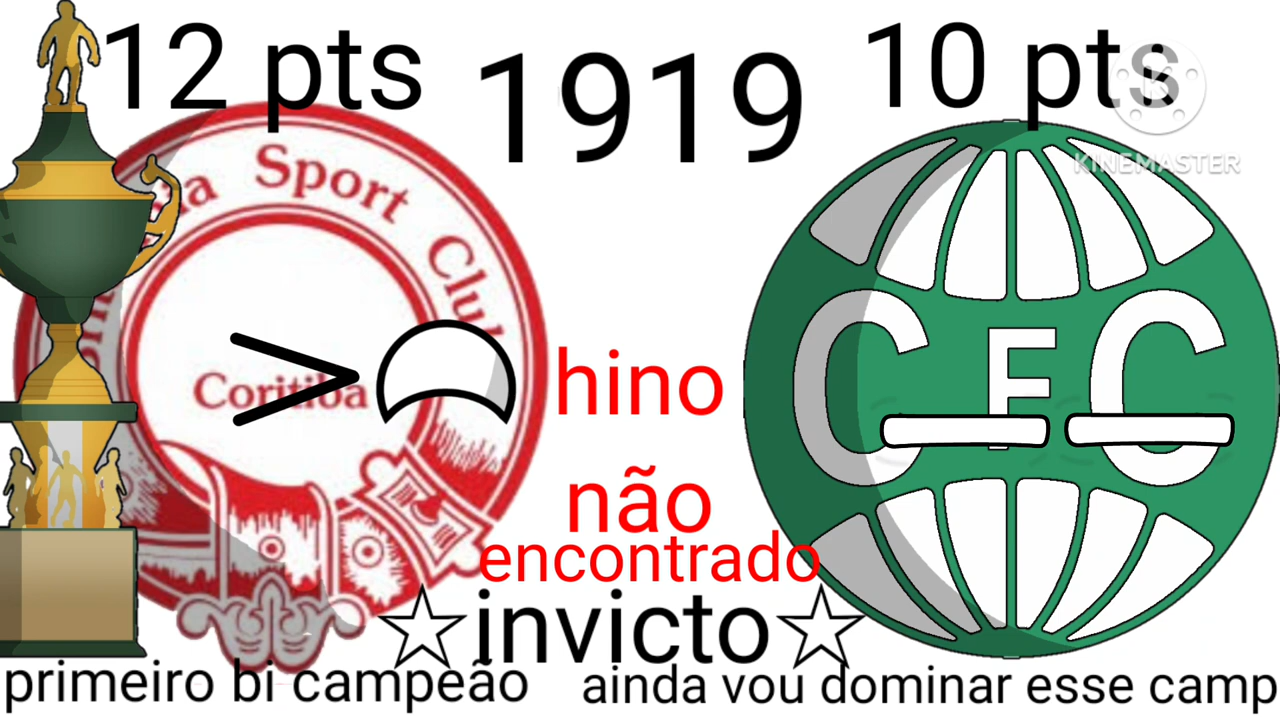 12 pts
1919
10 pts
KINEMASTER
Sport Club
Coritiba
CFC
hino
não
encontrado
☆invicto☆
primeiro bi campeão
ainda vou dominar esse camp